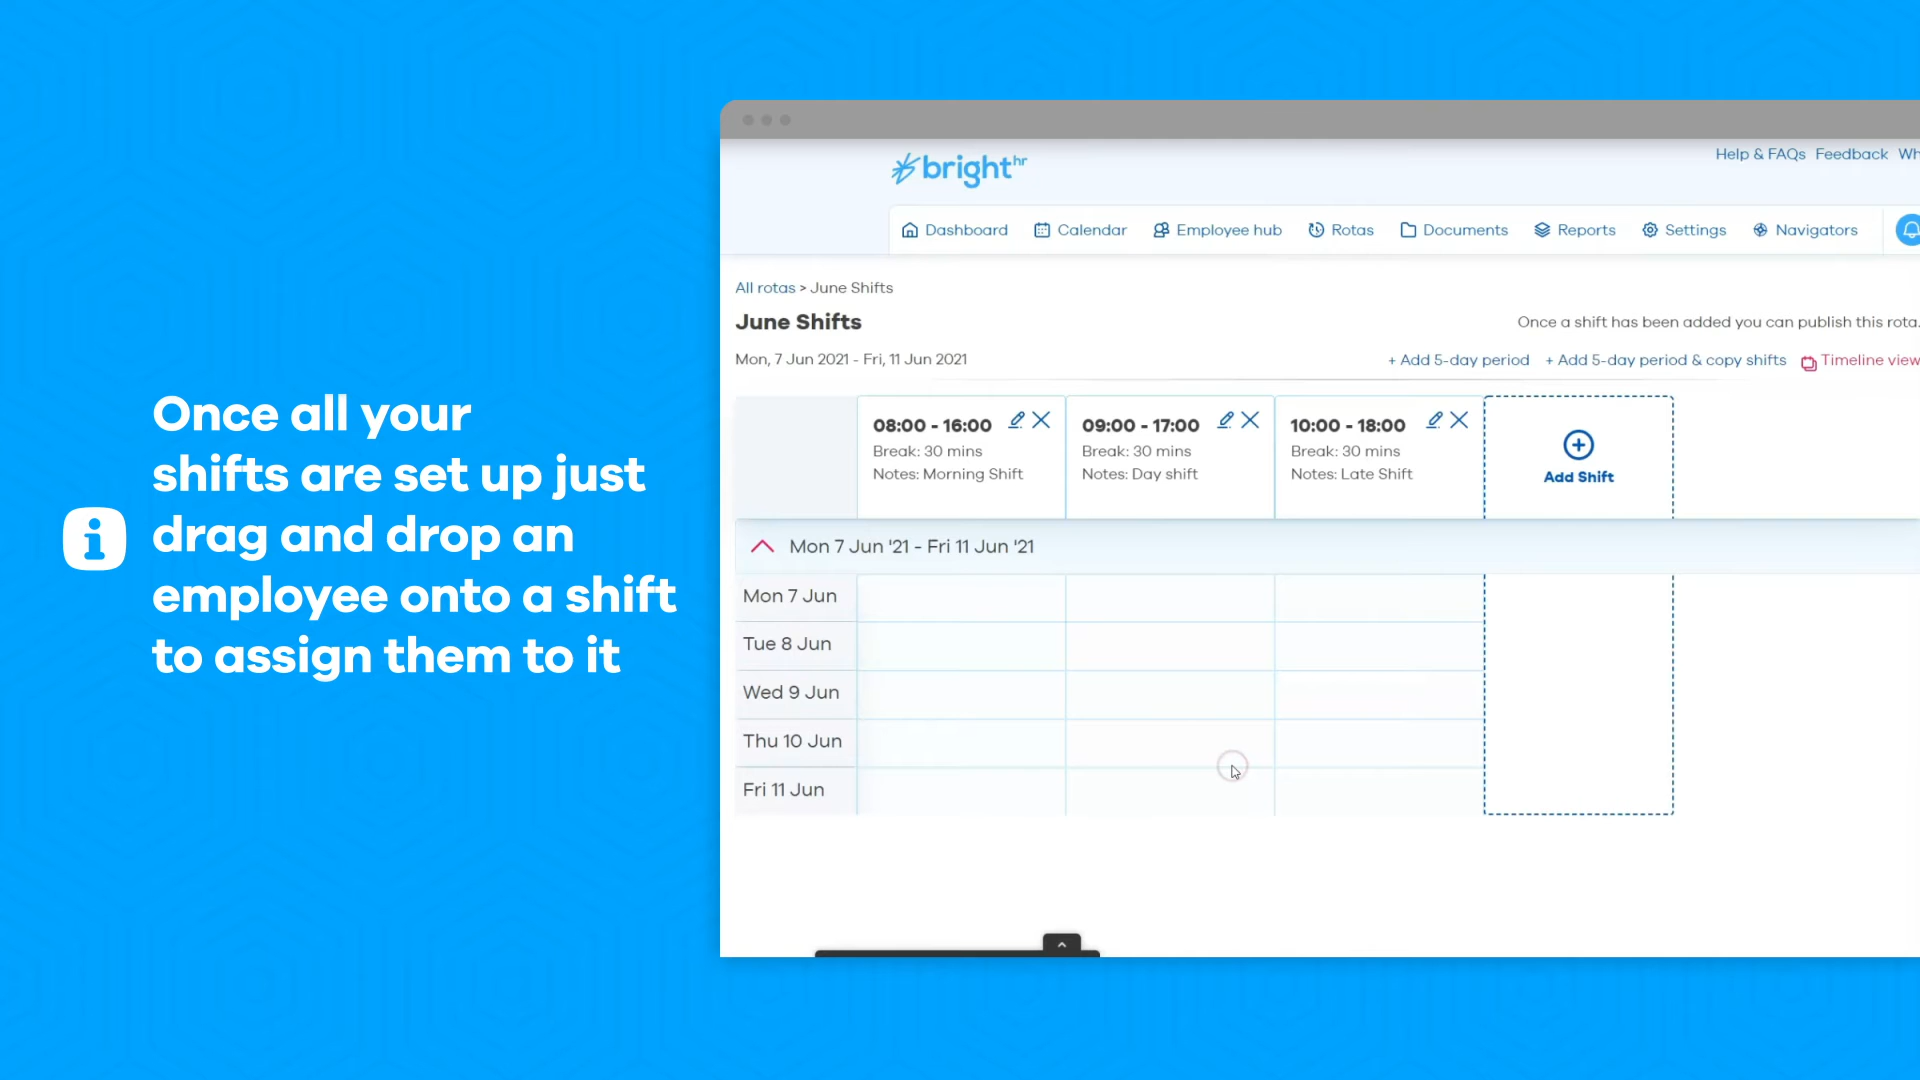 Once all your
shifts are set up just
drag and drop an
employee onto a shift
to assign them to it
bright hr
Help & FAQs Feedback Wh
Dashboard Calendar Employee hub Rotas Documents Reports Settings Navigators
All rotas > June Shifts
June Shifts
Once a shift has been added you can publish this rota.
Mon, 7 Jun 2021 - Fri, 11 Jun 2021
+ Add 5-day period + Add 5-day period & copy shifts Timeline view
08:00 - 16:00
Break: 30 mins
Notes: Morning Shift
09:00 - 17:00
Break: 30 mins
Notes: Day shift
10:00 - 18:00
Break: 30 mins
Notes: Late Shift
Add Shift
Mon 7 Jun '21 - Fri 11 Jun '21
Mon 7 Jun
Tue 8 Jun
Wed 9 Jun
Thu 10 Jun
Fri 11 Jun